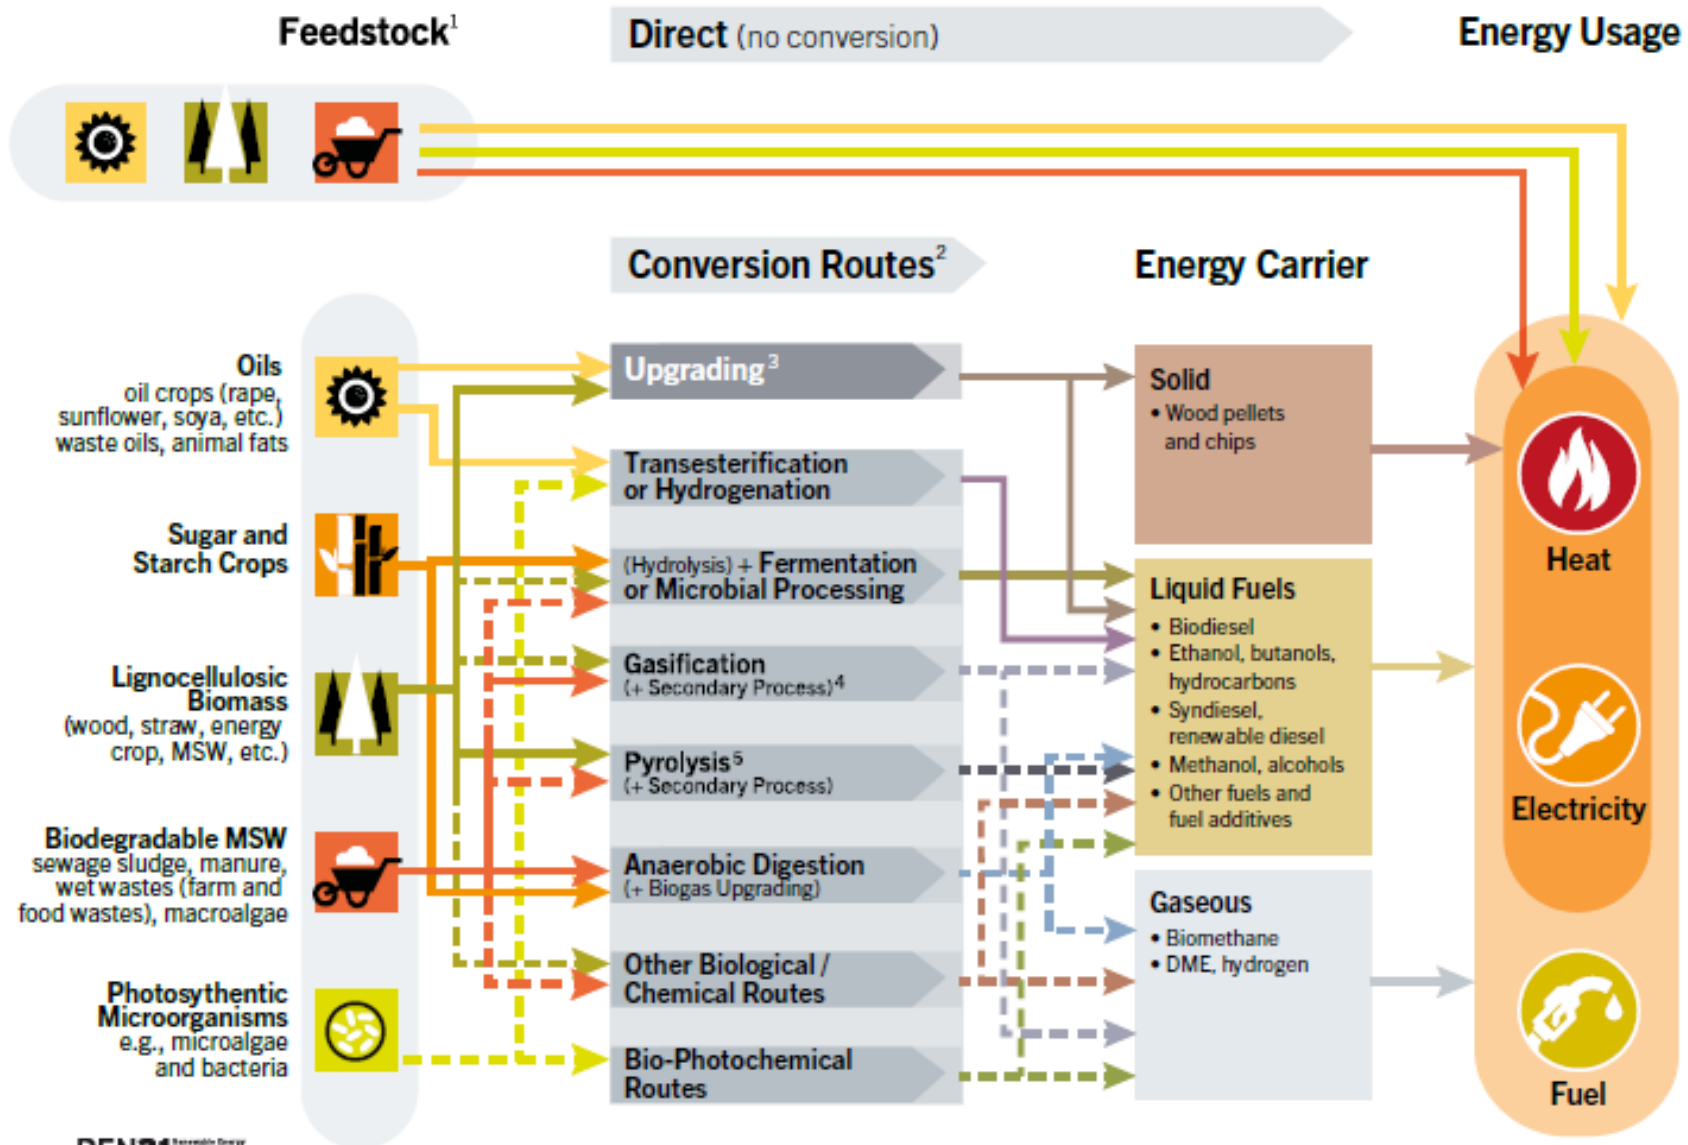 Feedstock1
Direct (no conversion)
Energy Usage
Conversion Routes2
Energy Carrier
Oils
oil crops (rape,
sunflower, soya, etc.)
waste oils, animal fats
Sugar and
Starch Crops
Lignocellulosic
Biomass
(wood, straw, energy
crop, MSW, etc.)
Biodegradable MSW
sewage sludge, manure,
wet wastes (farm and
food wastes), macroalgae
Photosythentic
Microorganisms
e.g., microalgae
and bacteria
Upgrading3
Transesterification
or Hydrogenation
(Hydrolysis) + Fermentation
or Microbial Processing
Gasification
(+ Secondary Process)4
Pyrolysis5
(+ Secondary Process)
Anaerobic Digestion
(+ Biogas Upgrading)
Other Biological /
Chemical Routes
Bio-Photochemical
Routes
Solid
• Wood pellets
and chips
Liquid Fuels
• Biodiesel
• Ethanol, butanols,
hydrocarbons
• Syndiesel,
renewable diesel
• Methanol, alcohols
• Other fuels and
fuel additives
Gaseous
• Biomethane
• DME, hydrogen
Heat
Electricity
Fuel